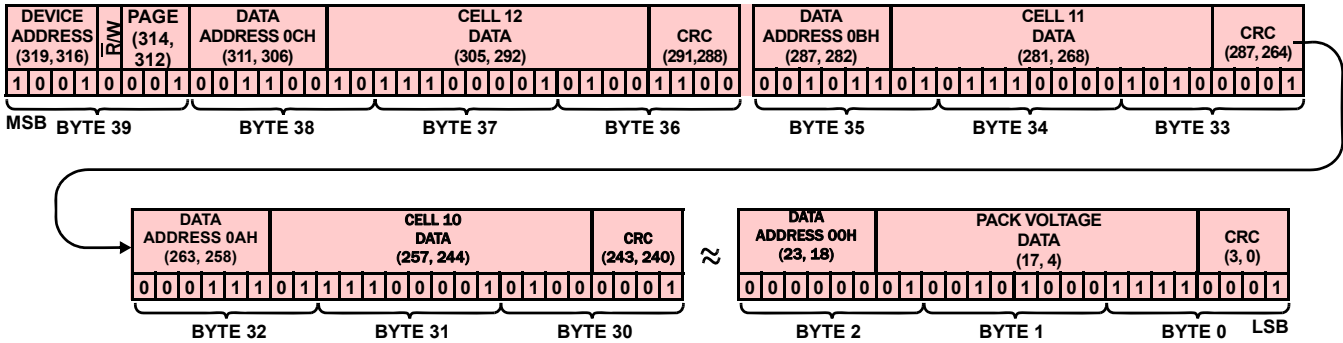 DEVICE
ADDRESS
(319, 316)
R/W
PAGE
(314,
312)
DATA
ADDRESS 0CH
(311, 306)
CELL 12
DATA
(305, 292)
CRC
(291,288)
DATA
ADDRESS 0BH
(287, 282)
CELL 11
DATA
(281, 268)
CRC
(287, 264)
1 0 0 1 0 0 0 1 0 0 1 1 0 0 1 0 1 1 1 0 0 0 0 1 0 1 0 0 1 1 0 0 0 0 1 0 1 1 0 1 0 1 1 1 0 0 0 0 1 0 1 0 0 0 0 1
MSB BYTE 39 BYTE 38 BYTE 37 BYTE 36 BYTE 35 BYTE 34 BYTE 33
DATA
ADDRESS 0AH
(263, 258)
CELL 10
DATA
(257, 244)
CRC
(243, 240)
≈
DATA
ADDRESS 00H
(23, 18)
PACK VOLTAGE
DATA
(17, 4)
CRC
(3, 0)
0 0 0 1 1 1 0 1 1 1 1 0 0 0 0 1 0 1 0 0 0 0 0 1 0 0 0 0 0 0 0 1 0 0 1 0 1 0 0 0 1 1 1 1 0 0 0 1
BYTE 32 BYTE 31 BYTE 30 BYTE 2 BYTE 1 BYTE 0 LSB